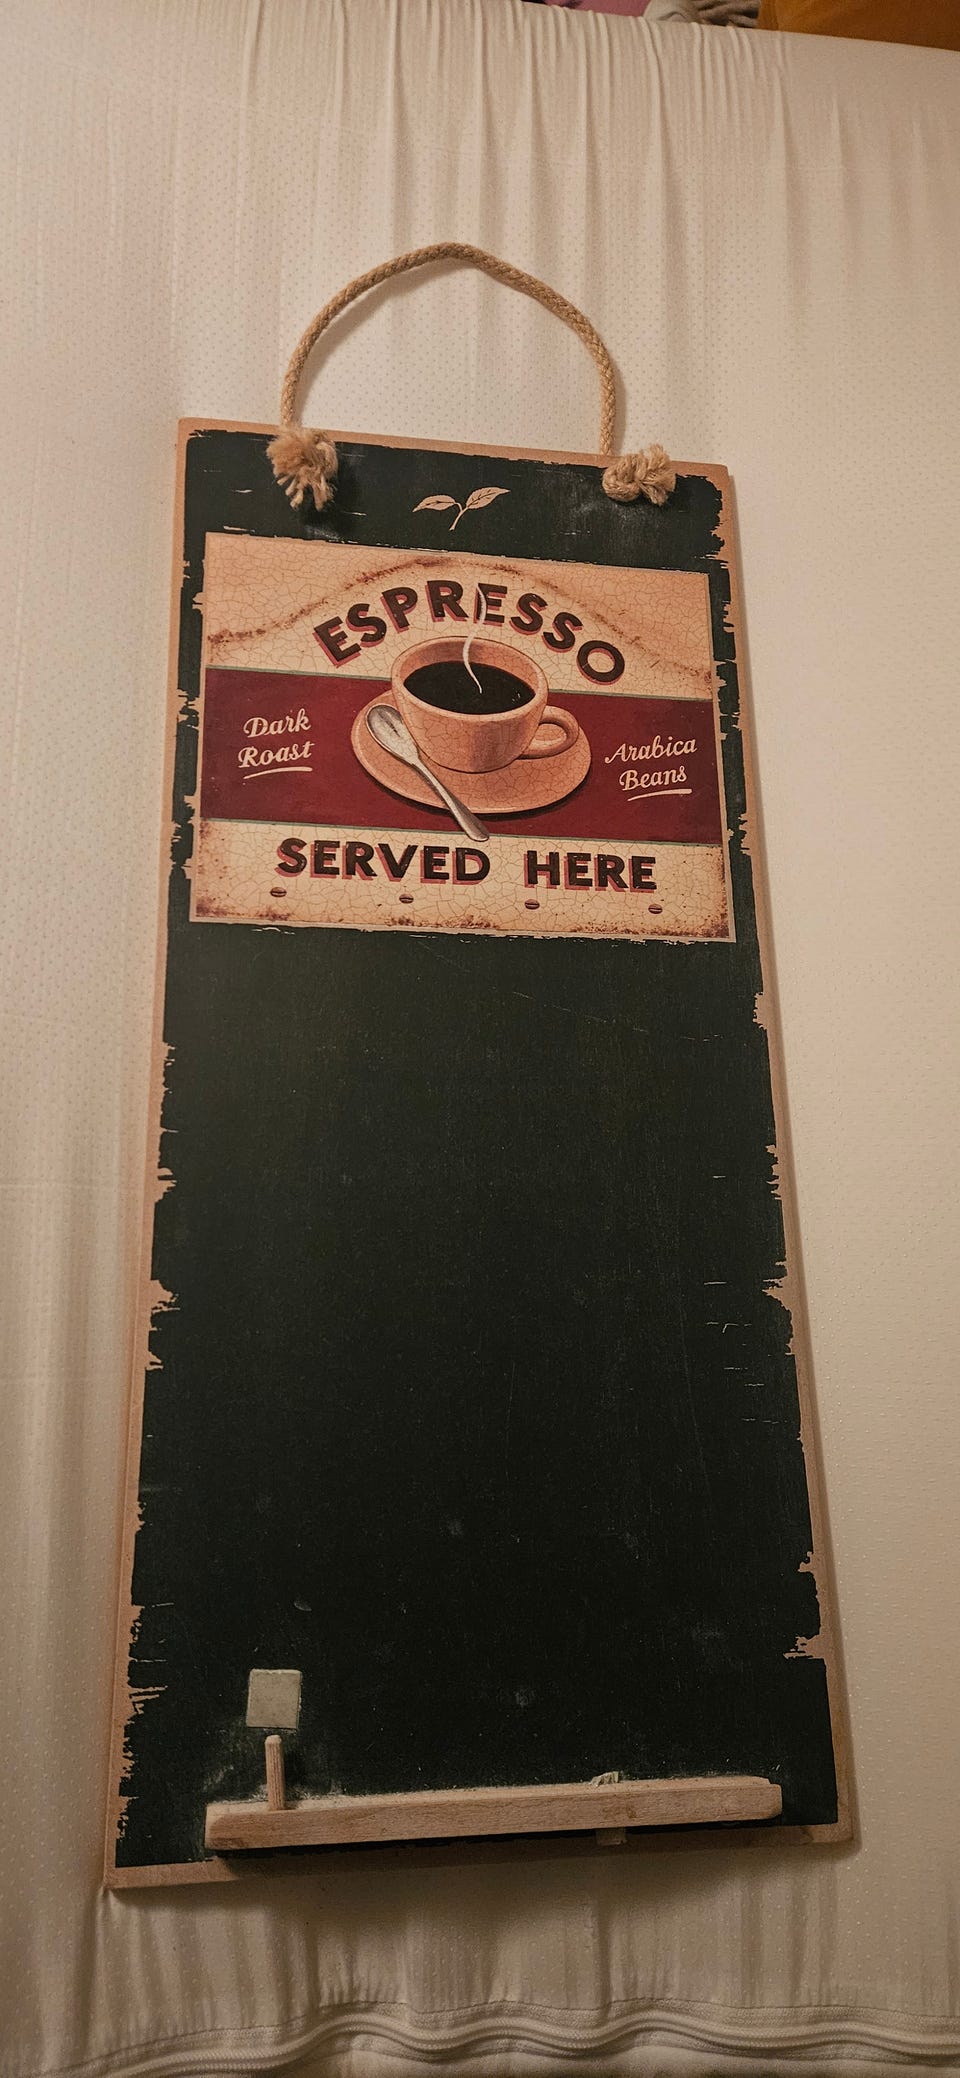 ESPRESSO
Dark
Roast
Arabica
Beans
SERVED HERE